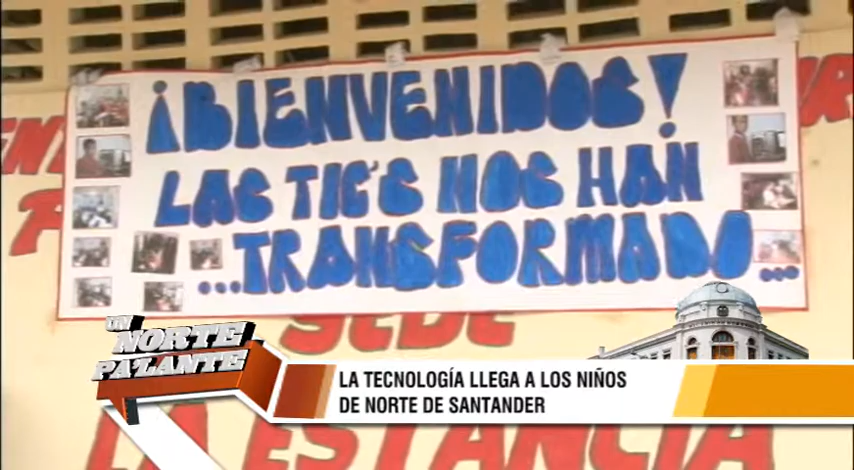 ¡BIENVENIDOS!
LAS TIC'S NOS HAN
...TRANSFORMADO...
SEDE
LA ESTANCIA
UN
NORTE
PA'LANTE
LA TECNOLOGÍA LLEGA A LOS NIÑOS
DE NORTE DE SANTANDER